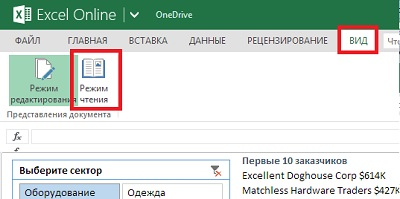 Excel Online OneDrive
ФАЙЛ ГЛАВНАЯ ВСТАВКА ДАННЫЕ РЕЦЕНЗИРОВАНИЕ ВИД
Режим редактирования
Режим чтения
Представления документа
fx
Выберите сектор
Оборудование Одежда
Первые 10 заказчиков
Excellent Doghouse Corp $614K
Matchless Hardware Traders $427K